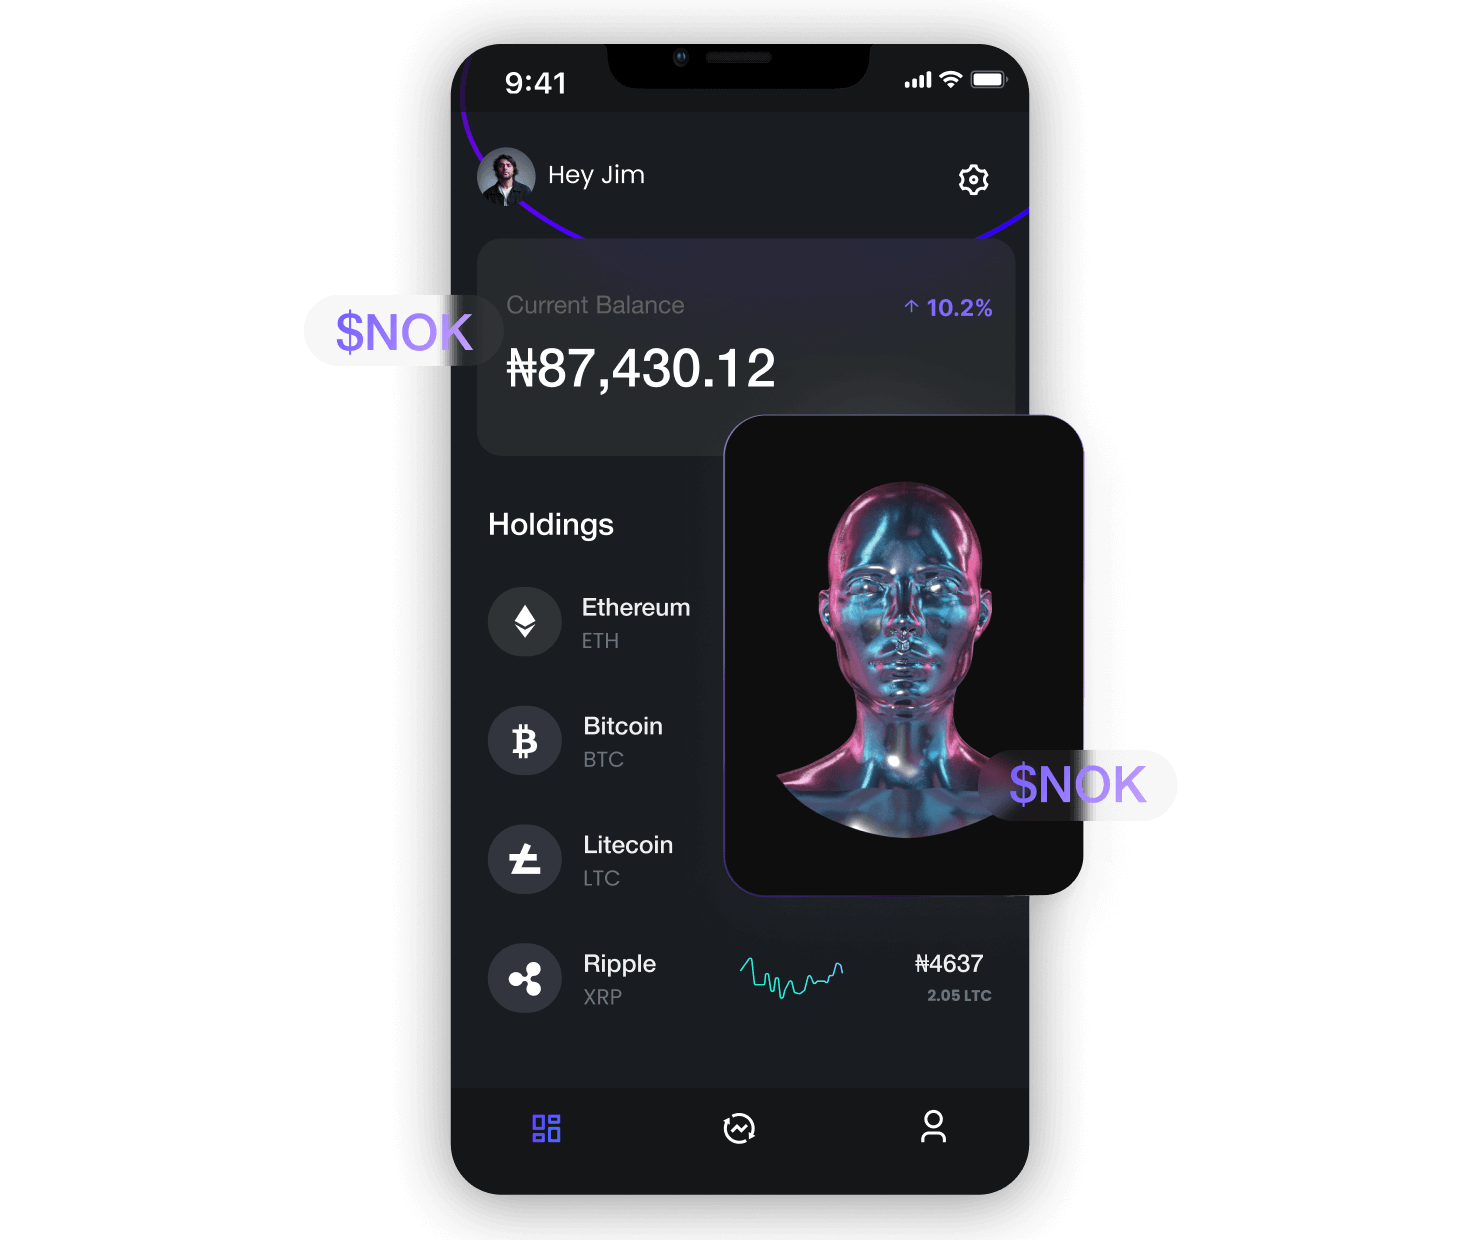 9:41
Hey Jim
Current Balance
↑ 10.2%
₦87,430.12
$NOK
Holdings
Ethereum
ETH
Bitcoin
BTC
$NOK
Litecoin
LTC
Ripple
₦4637
XRP
2.05 LTC